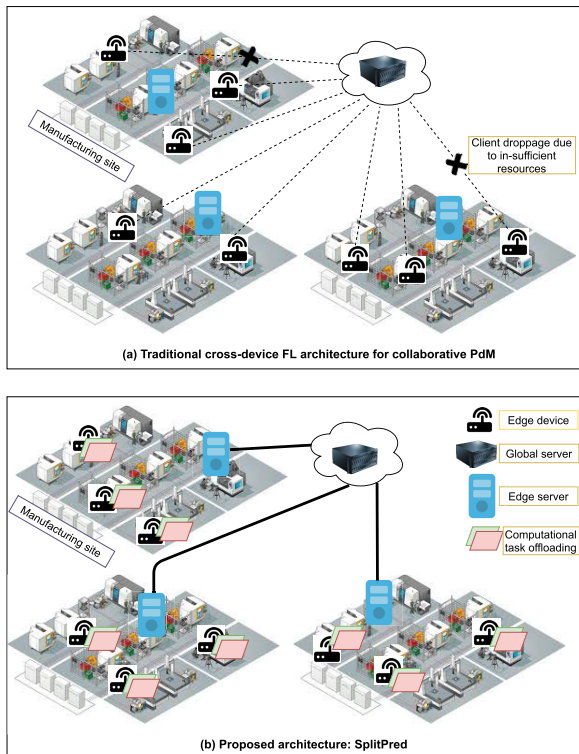 Manufacturing site
Client droppage due
to in-sufficient
resources
(a) Traditional cross-device FL architecture for collaborative PdM
Edge device
Global server
Edge server
Computational
task offloading
Manufacturing site
(b) Proposed architecture: SplitPred